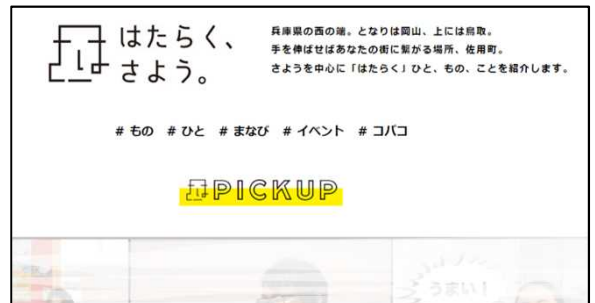 はたらく、
さよう。
兵庫県の西の端。となりは岡山、上には鳥取。
手を伸ばせばあなたの街に繋がる場所、佐用町。
さようを中心に「はたらく」ひと、もの、ことを紹介します。
# もの # ひと # まなび # イベント # コバコ
PICKUP
うまい！